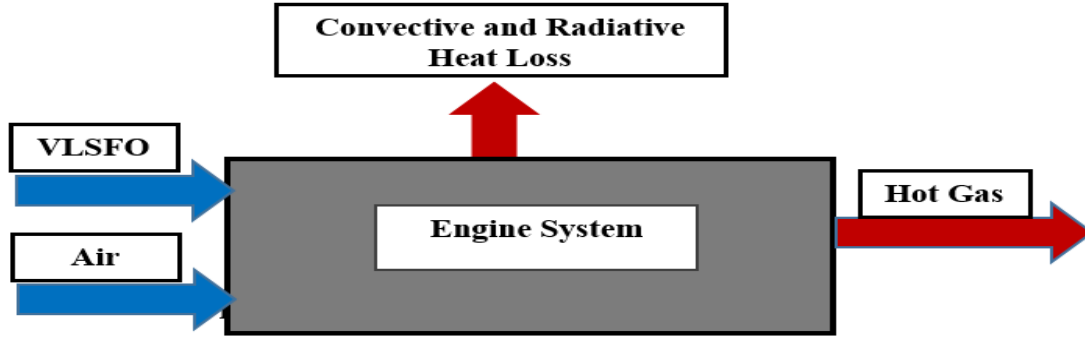 Convective and Radiative
Heat Loss
VLSFO
Hot Gas
Engine System
Air